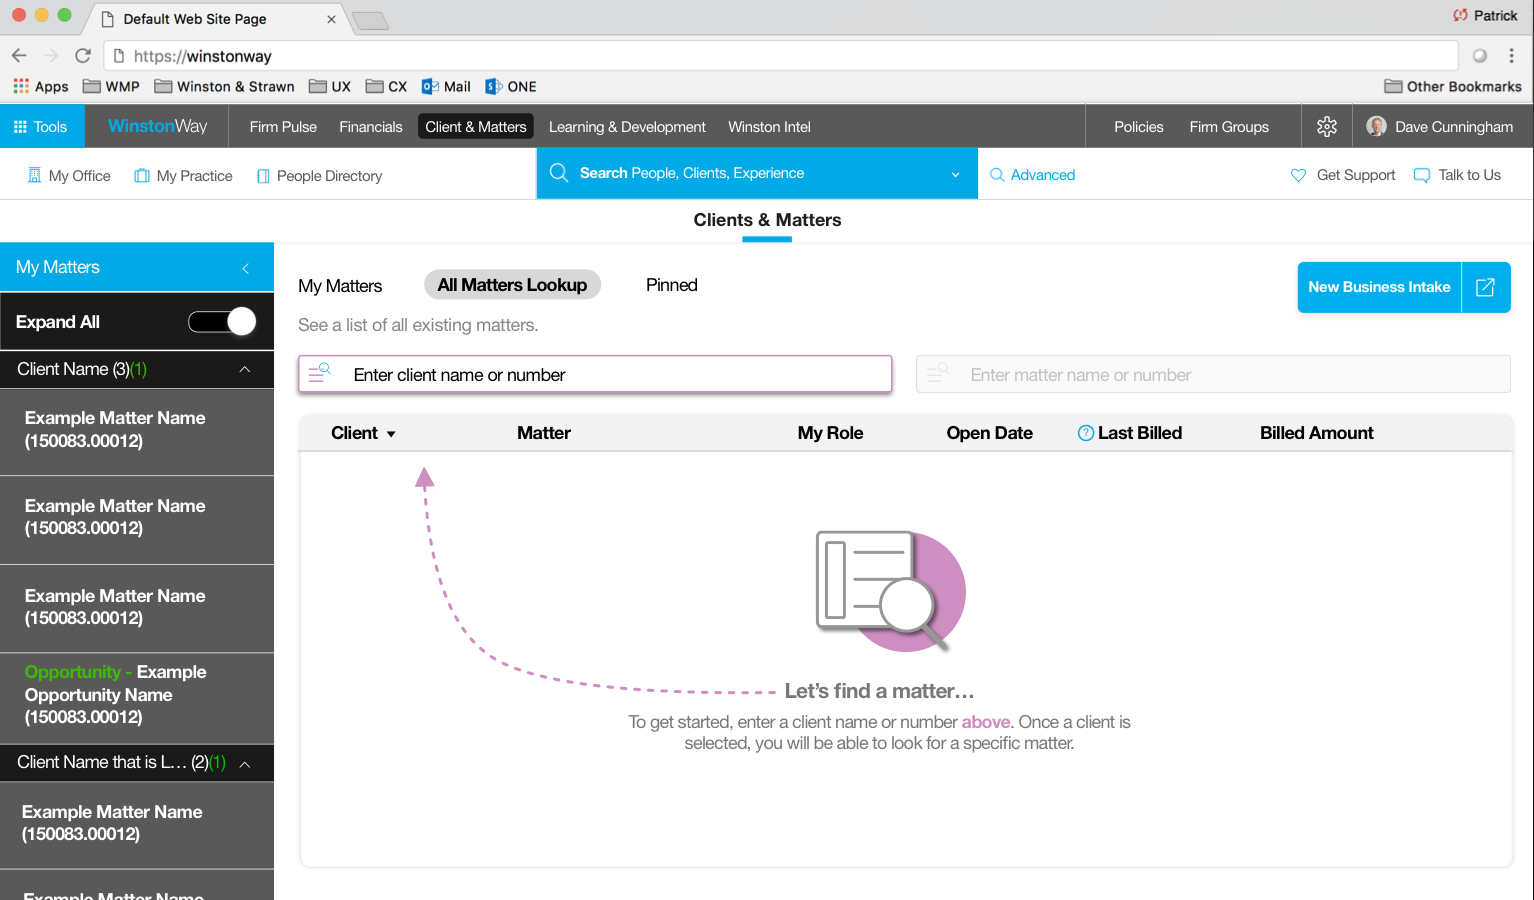 Default Web Site Page
Patrick
https://winstonway
Apps WMP Winston & Strawn UX CX Mail ONE Other Bookmarks
Tools WinstonWay Firm Pulse Financials Client & Matters Learning & Development Winston Intel Policies Firm Groups Dave Cunningham
My Office My Practice People Directory Search People, Clients, Experience Advanced Get Support Talk to Us
Clients & Matters
My Matters
Expand All
Client Name (3)(1)
Example Matter Name
(150083.00012)
Example Matter Name
(150083.00012)
Example Matter Name
(150083.00012)
Opportunity - Example
Opportunity Name
(150083.00012)
Client Name that is L... (2)(1)
Example Matter Name
(150083.00012)
Example Matter Name
My Matters All Matters Lookup Pinned
New Business Intake
See a list of all existing matters.
Enter client name or number
Enter matter name or number
Client Matter My Role Open Date ? Last Billed Billed Amount
Let's find a matter...
To get started, enter a client name or number above. Once a client is
selected, you will be able to look for a specific matter.